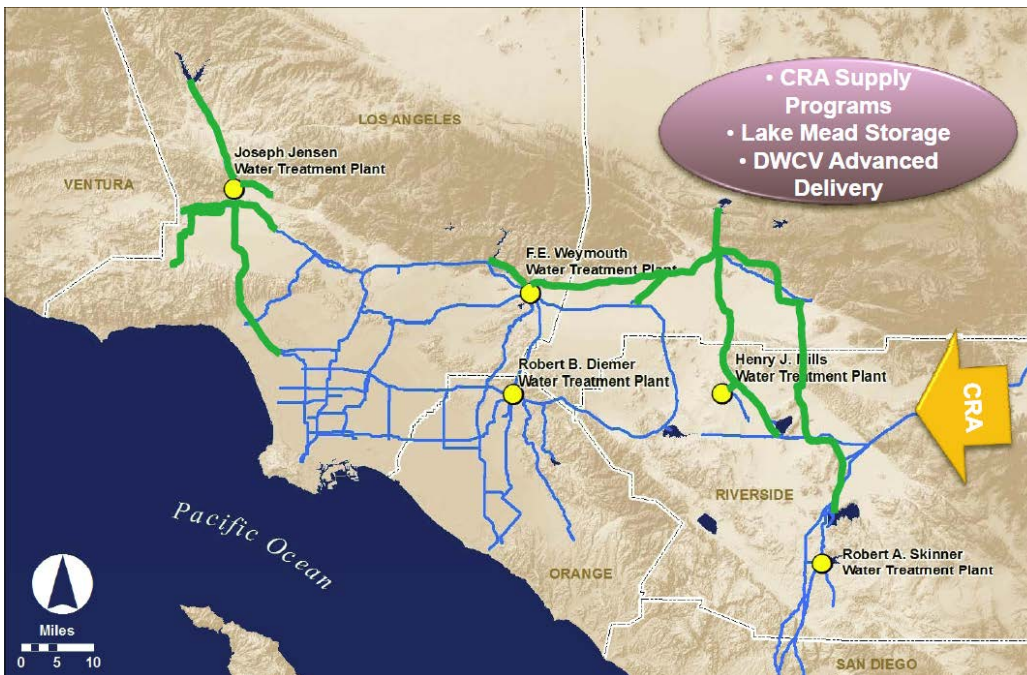 • CRA Supply
Programs
• Lake Mead Storage
• DWCV Advanced
Delivery
LOS ANGELES
Joseph Jensen
Water Treatment Plant
VENTURA
F.E. Weymouth
Water Treatment Plant
Robert B. Diemer
Water Treatment Plant
Henry J. Mills
Water Treatment Plant
CRA
RIVERSIDE
Pacific Ocean
ORANGE
Robert A. Skinner
Water Treatment Plant
Miles
0 5 10
SAN DIEGO